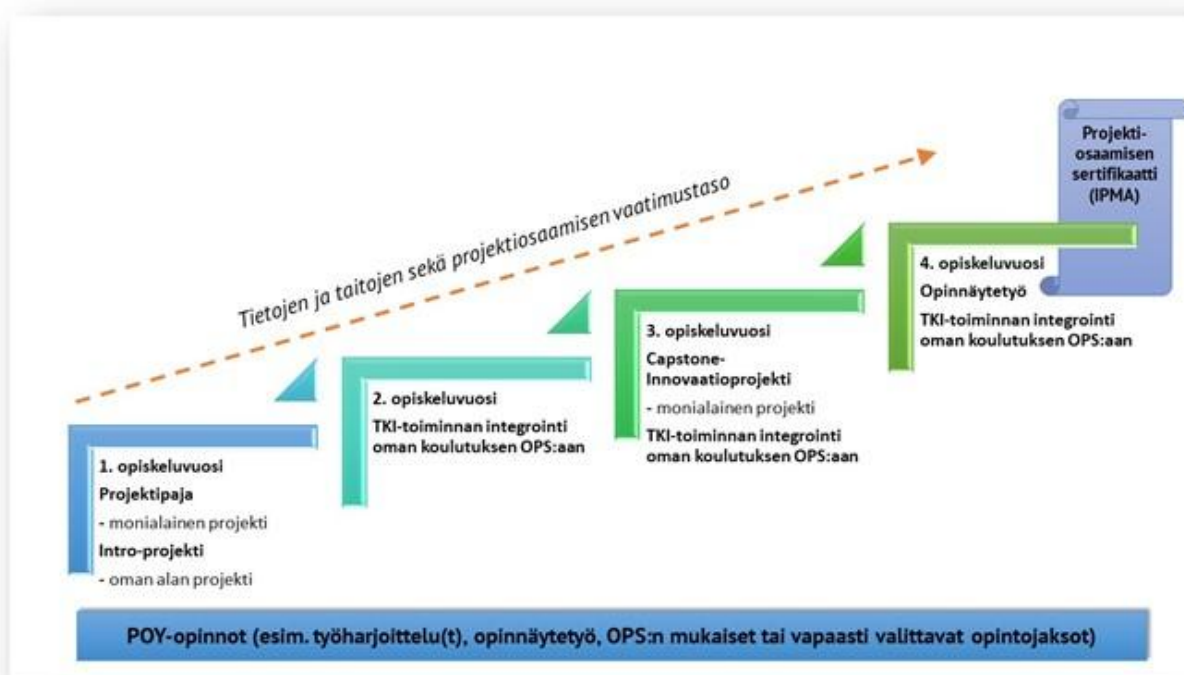 Projekti-
osaamisen
sertifikaatti
(IPMA)
Tietojen ja taitojen sekä projektiosaamisen vaatimustaso
4. opiskeluvuosi
Opinnäytetyö
TKI-toiminnan integrointi
oman koulutuksen OPS:aan
3. opiskeluvuosi
Capstone-
Innovaatioprojekti
- monialainen projekti
TKI-toiminnan integrointi
oman koulutuksen OPS:aan
2. opiskeluvuosi
TKI-toiminnan integrointi
oman koulutuksen OPS:aan
1. opiskeluvuosi
Projektipaja
- monialainen projekti
Intro-projekti
- oman alan projekti
POY-opinnot (esim. työharjoittelu(t), opinnäytetyö, OPS:n mukaiset tai vapaasti valittavat opintojaksot)